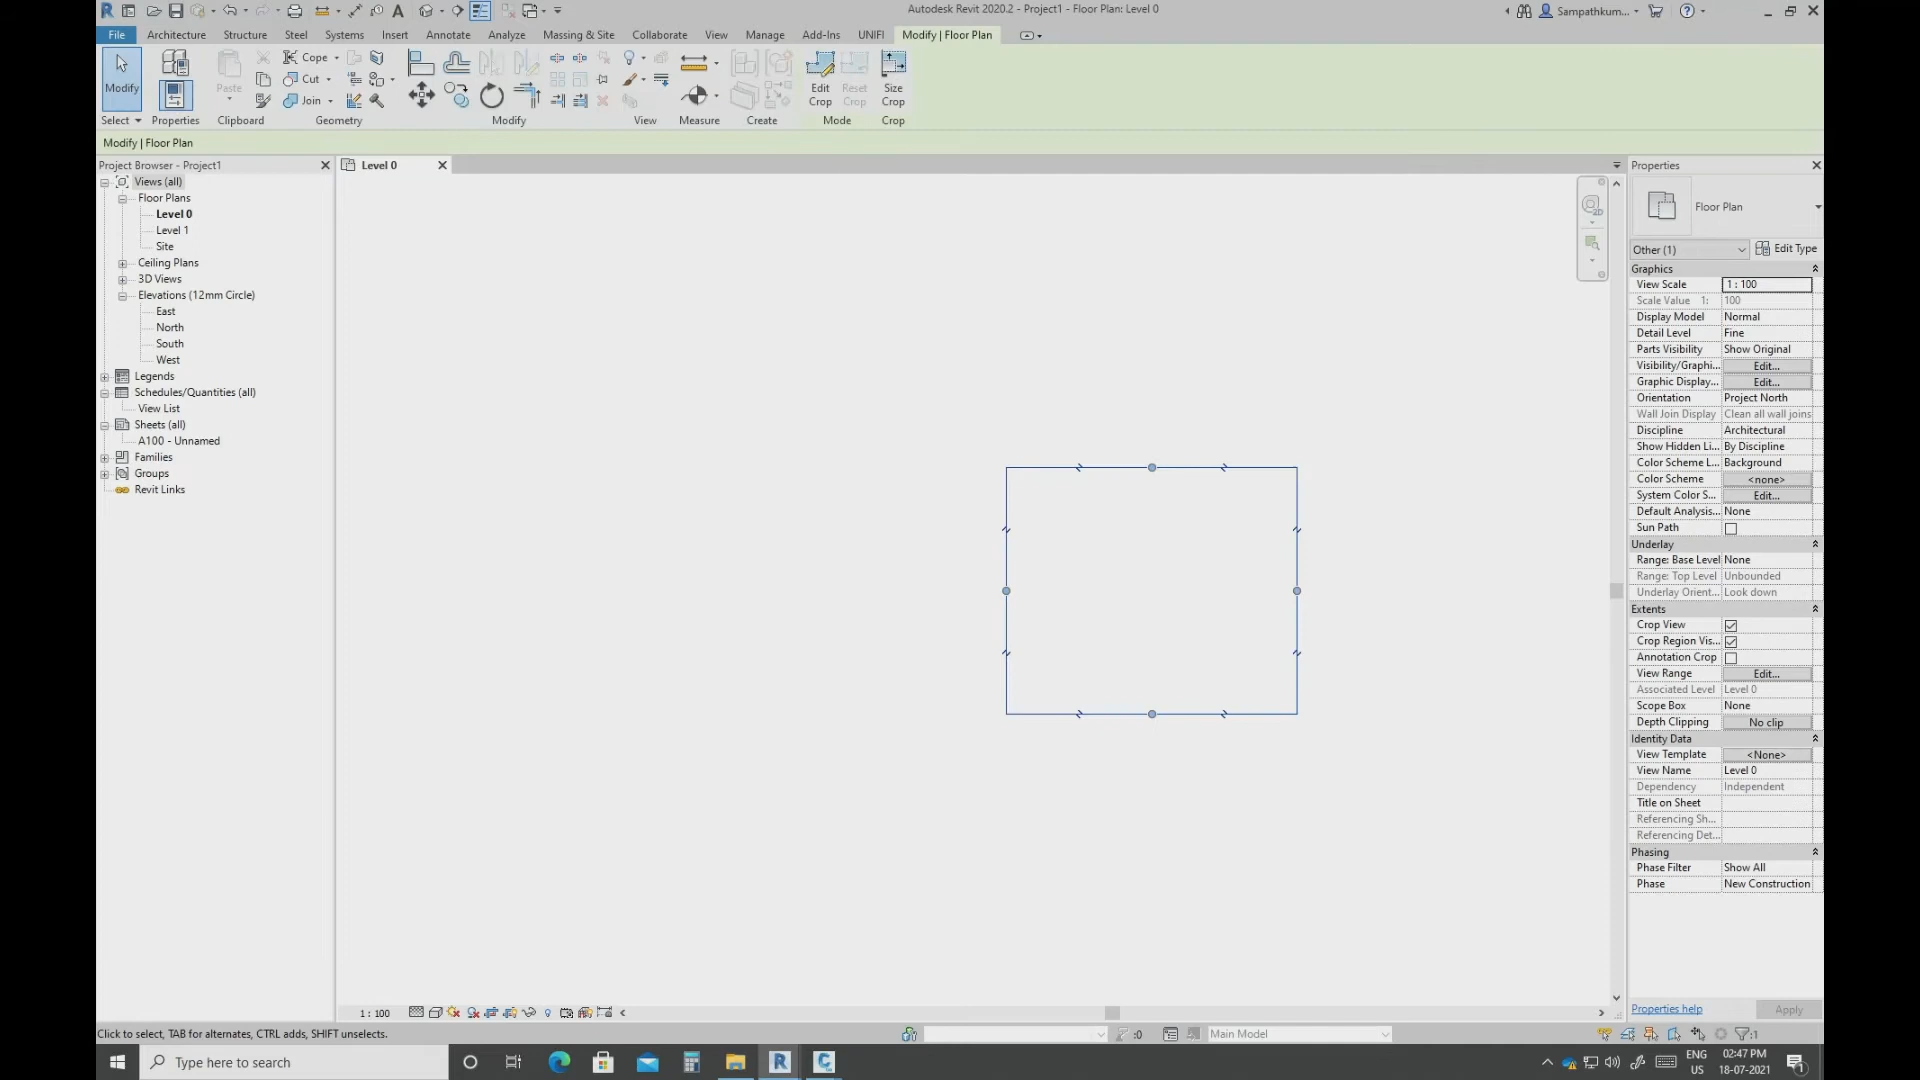 Autodesk Revit 2020.2 - Project1 - Floor Plan: Level 0
Sampathkum...
File Architecture Structure Steel Systems Insert Annotate Analyze Massing & Site Collaborate View Manage Add-Ins UNIFI Modify | Floor Plan
Modify
Paste
Cope
Cut
Join
Edit Crop
Reset Crop
Size Crop
Select Properties Clipboard Geometry Modify View Measure Create Mode Crop
Modify | Floor Plan
Project Browser - Project1
Views (all)
Floor Plans
Level 0
Level 1
Site
Ceiling Plans
3D Views
Elevations (12mm Circle)
East
North
South
West
Legends
Schedules/Quantities (all)
View List
Sheets (all)
A100 - Unnamed
Families
Groups
Revit Links
Level 0
2D
Properties
Floor Plan
Other (1) Edit Type
Graphics
View Scale 1 : 100
Scale Value 1: 100
Display Model Normal
Detail Level Fine
Parts Visibility Show Original
Visibility/Graphi... Edit...
Graphic Display... Edit...
Orientation Project North
Wall Join Display Clean all wall joins
Discipline Architectural
Show Hidden Li... By Discipline
Color Scheme L... Background
Color Scheme <none>
System Color S... Edit...
Default Analysis... None
Sun Path
Underlay
Range: Base Level None
Range: Top Level Unbounded
Underlay Orient... Look down
Extents
Crop View
Crop Region Vis...
Annotation Crop
View Range Edit...
Associated Level Level 0
Scope Box None
Depth Clipping No clip
Identity Data
View Template <None>
View Name Level 0
Dependency Independent
Title on Sheet
Referencing Sh...
Referencing Det...
Phasing
Phase Filter Show All
Phase New Construction
Properties help Apply
1 : 100
Click to select, TAB for alternates, CTRL adds, SHIFT unselects.
:0
Main Model
:1
Type here to search
ENG
US
02:47 PM
18-07-2021
1